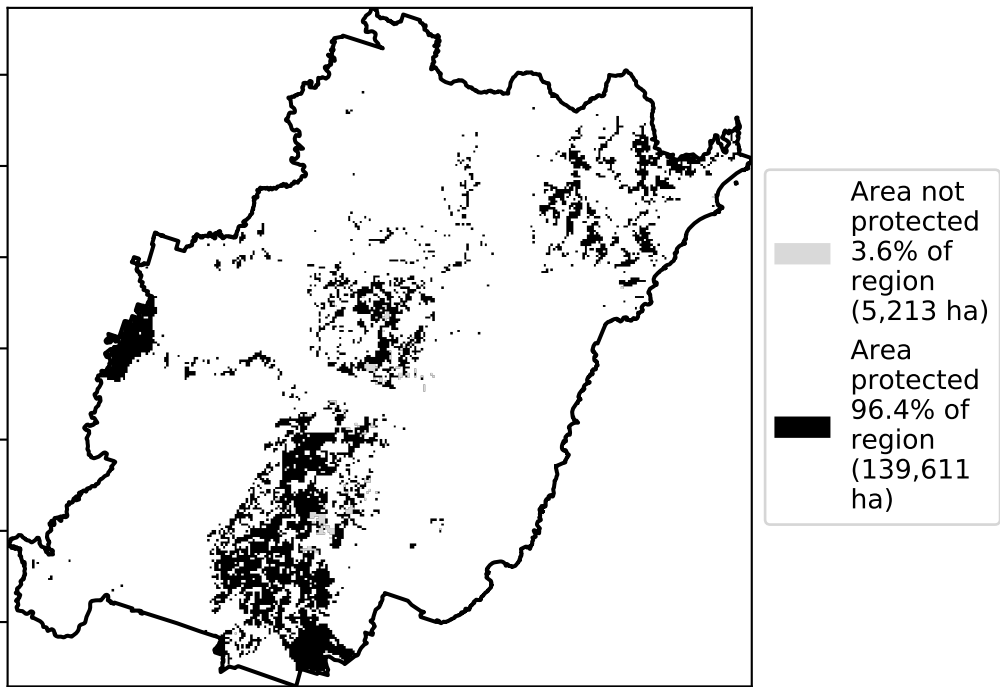 Area not
protected
3.6% of
region
(5,213 ha)
Area
protected
96.4% of
region
(139,611
ha)